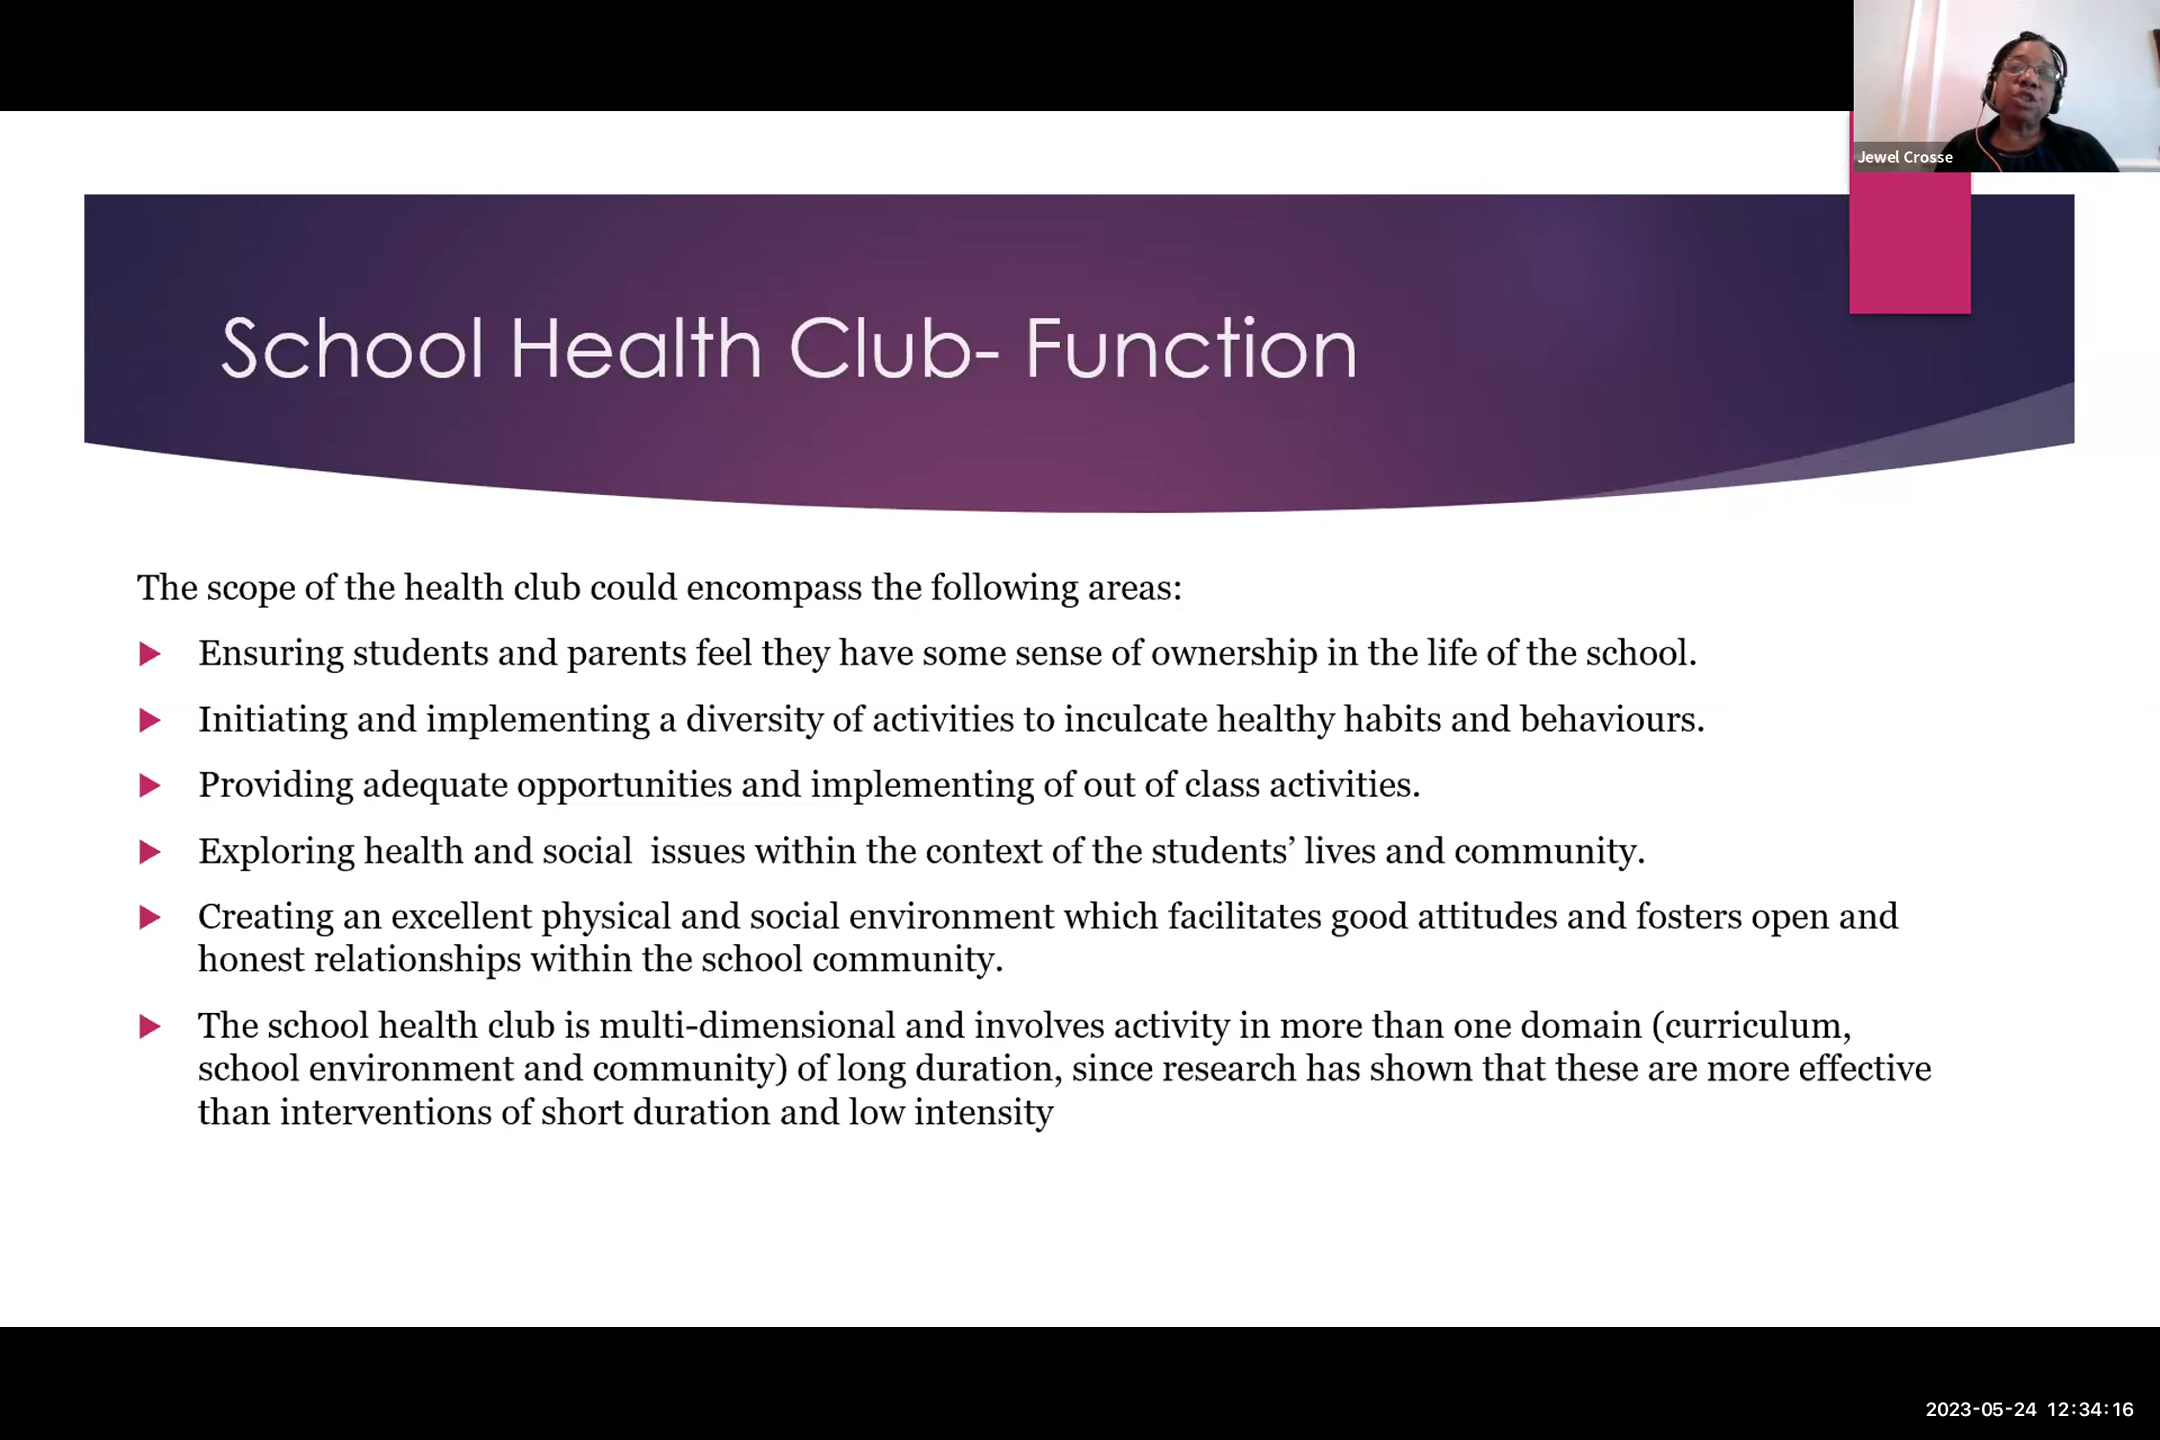 Jewel Crosse
School Health Club- Function
The scope of the health club could encompass the following areas:
Ensuring students and parents feel they have some sense of ownership in the life of the school.
Initiating and implementing a diversity of activities to inculcate healthy habits and behaviours.
Providing adequate opportunities and implementing of out of class activities.
Exploring health and social  issues within the context of the students’ lives and community.
Creating an excellent physical and social environment which facilitates good attitudes and fosters open and
honest relationships within the school community.
The school health club is multi-dimensional and involves activity in more than one domain (curriculum,
school environment and community) of long duration, since research has shown that these are more effective
than interventions of short duration and low intensity
2023-05-24 12:34:16